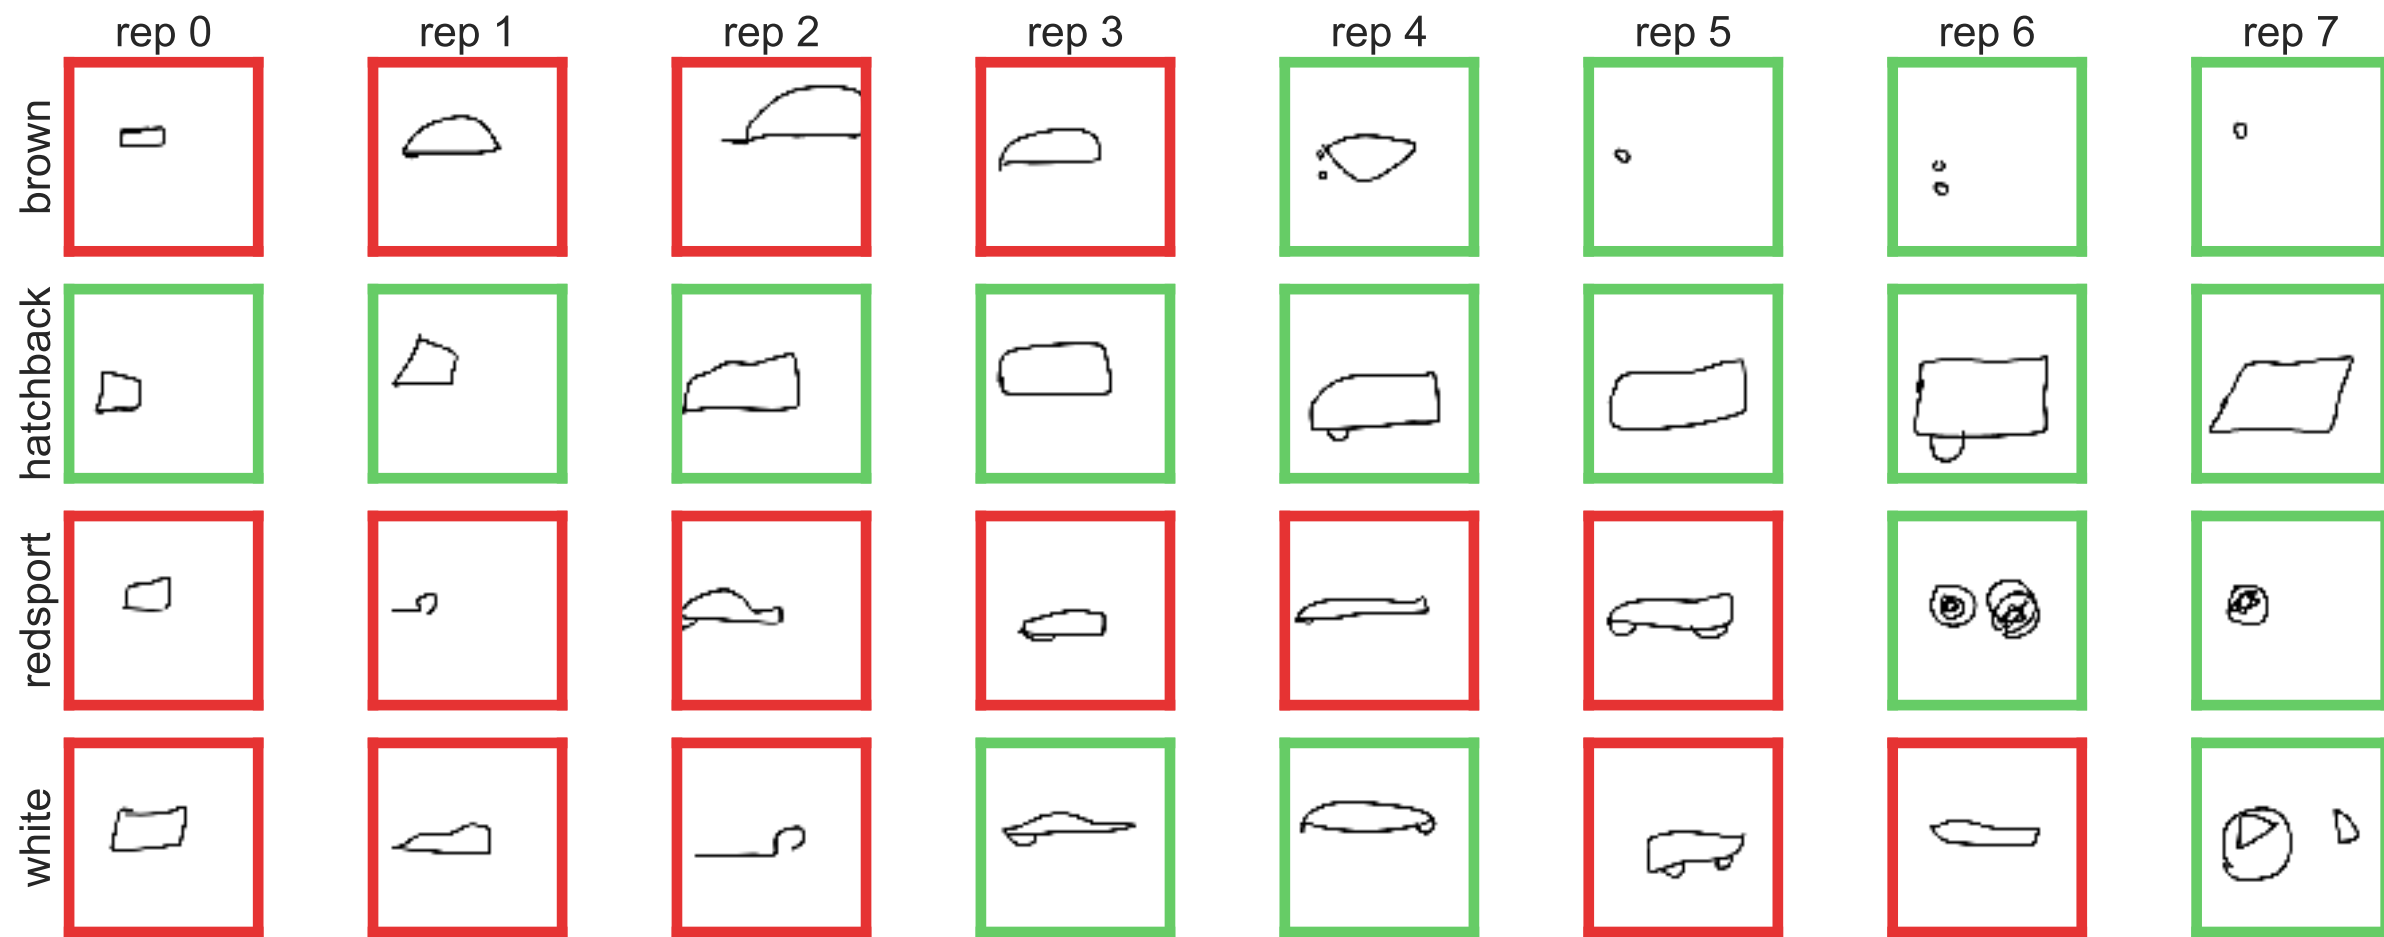 rep 0 rep 1 rep 2 rep 3 rep 4 rep 5 rep 6 rep 7
brown
hatchback
redsport
white